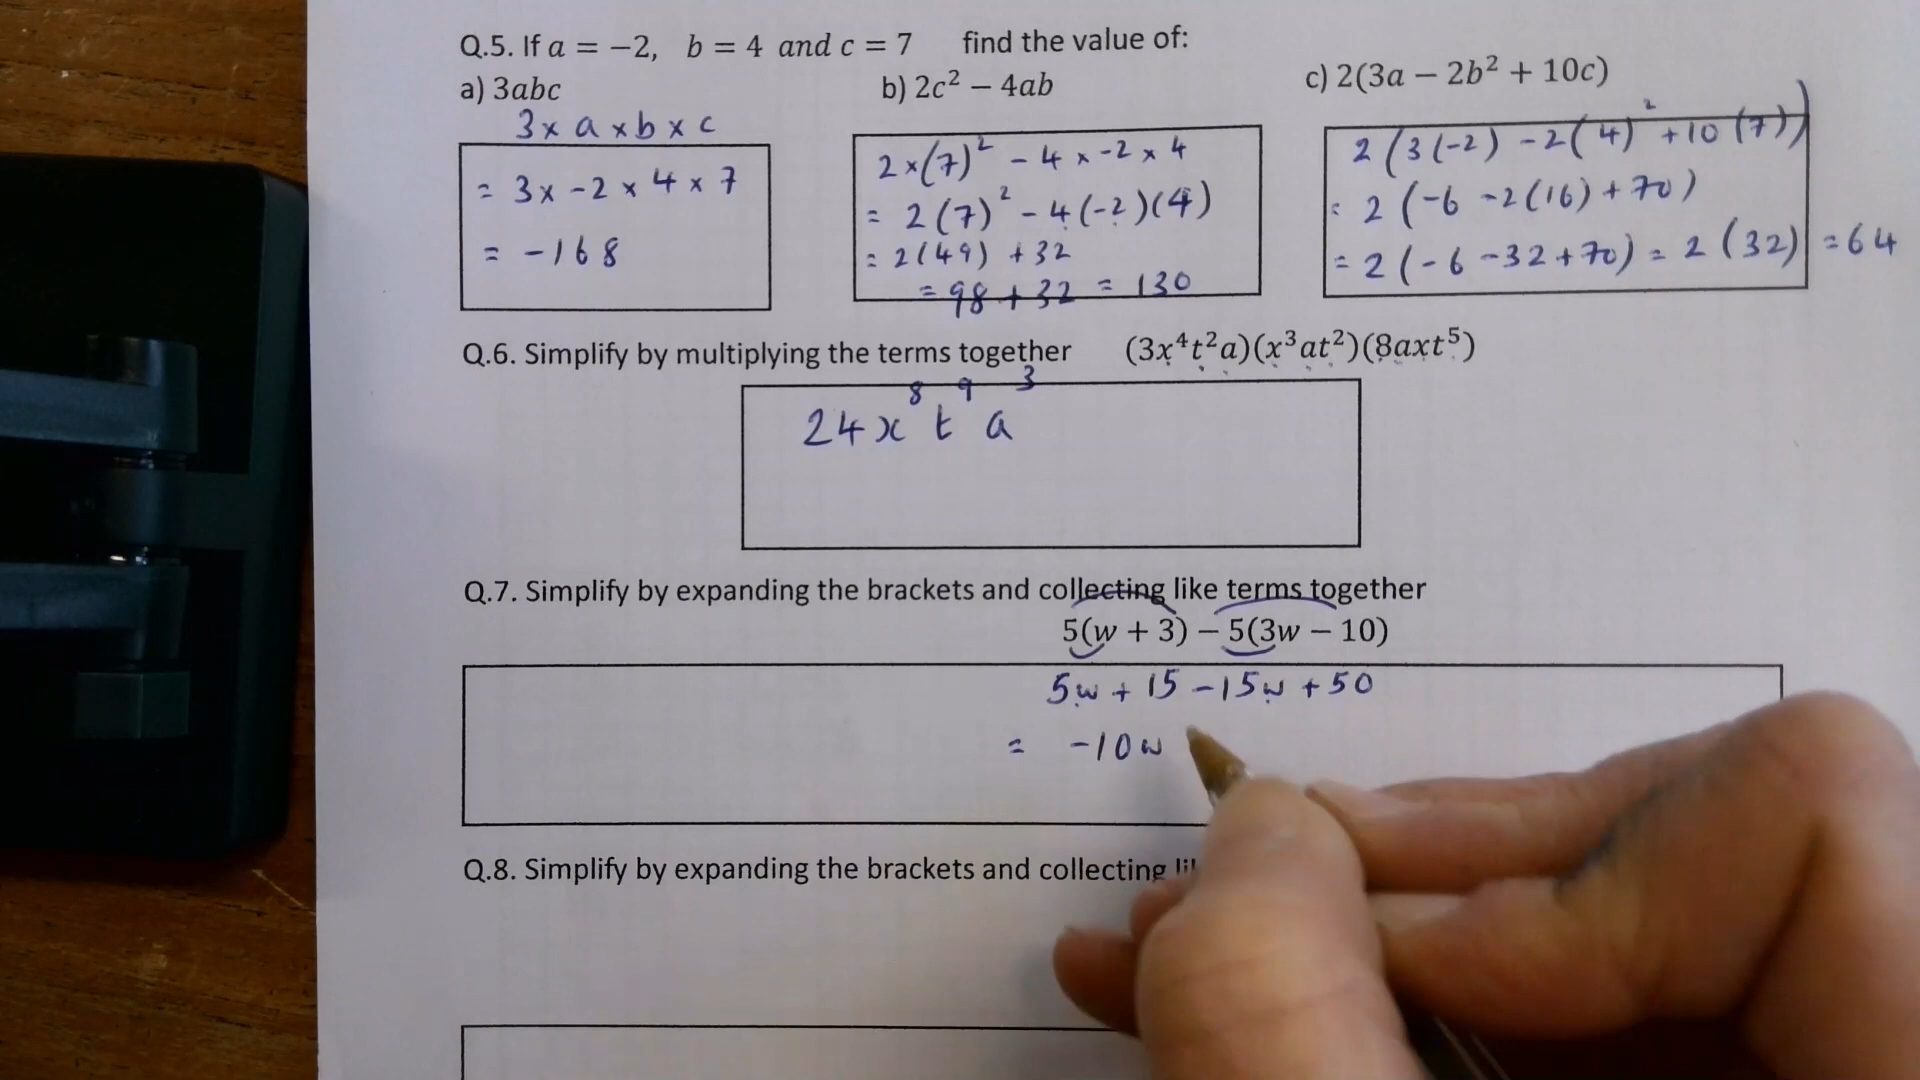 Q.5. If a = −2, b = 4 and c = 7 find the value of:
a) 3abc
b) 2c² − 4ab
c) 2(3a − 2b² + 10c)
3 × a × b × c
= 3 × -2 × 4 × 7
= -168
2 × (7)² - 4 × -2 × 4
= 2 (7)² - 4 (-2)(4)
= 2 (49) + 32
= 98 + 32 = 130
2 (3(-2) - 2(4)² + 10 (7))
= 2 (-6 - 2(16) + 70)
= 2 (-6 - 32 + 70) = 2 (32) = 64
Q.6. Simplify by multiplying the terms together (3x⁴t²a)(x³at²)(8axt⁵)
24x⁸ t⁹ a³
Q.7. Simplify by expanding the brackets and collecting like terms together
5(w + 3) − 5(3w − 10)
5w + 15 - 15w + 50
= -10w
Q.8. Simplify by expanding the brackets and collecting